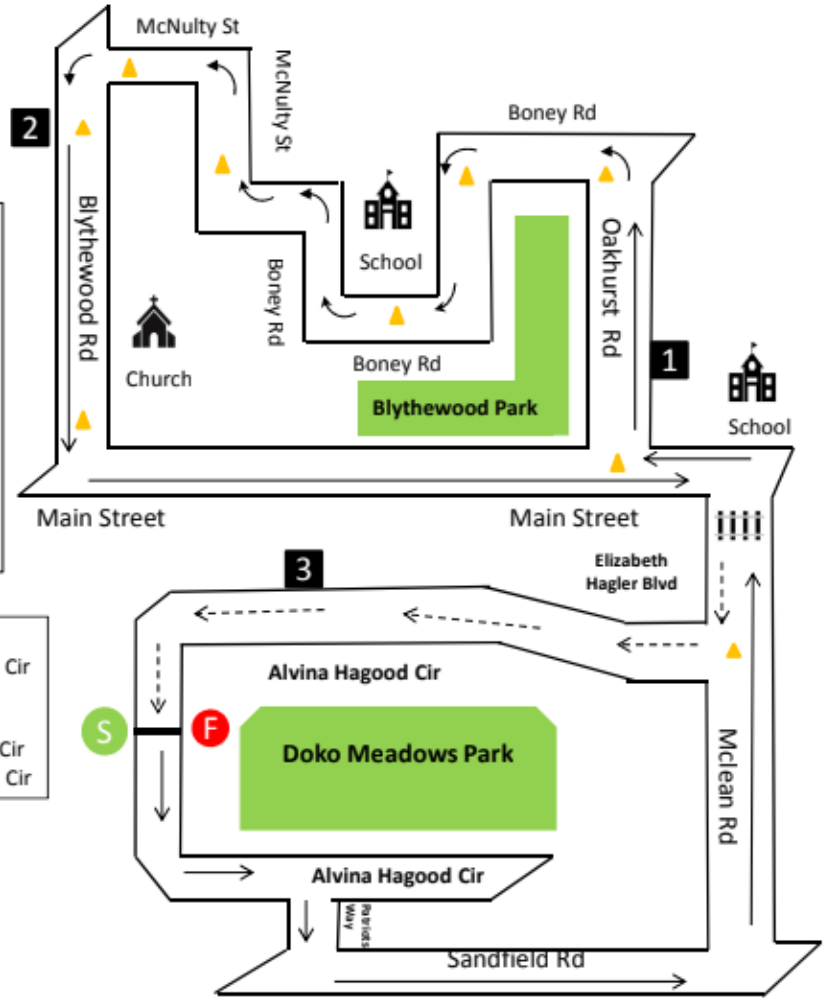 McNulty St
McNulty St
2
Boney Rd
Blythewood Rd
School
Oakhurst Rd
Boney Rd
Church
Boney Rd
1
Blythewood Park
School
Main Street
Main Street
3
Elizabeth
Hagler Blvd
Cir
Alvina Hagood Cir
S
F
Cir
Cir
Doko Meadows Park
Mclean Rd
Alvina Hagood Cir
Patriots
Way
Sandfield Rd